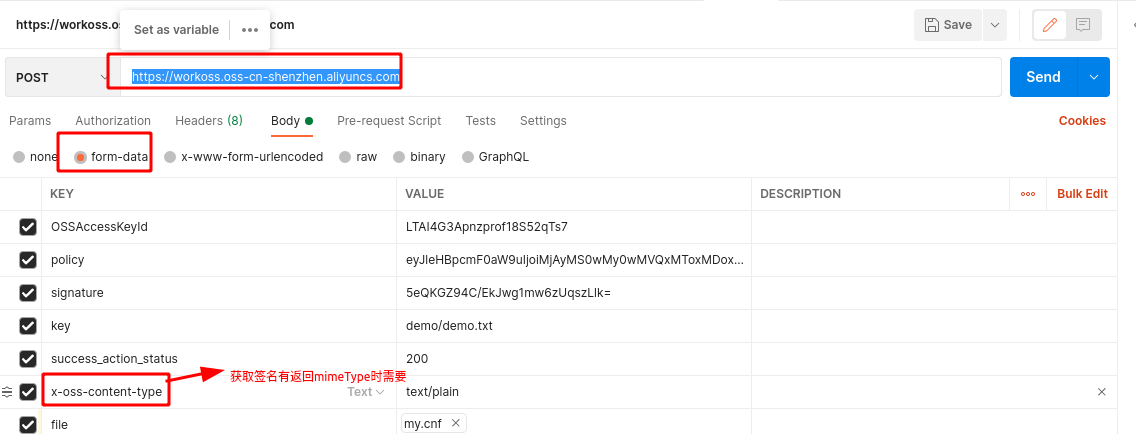 https://workoss.os
com
Set as variable
Save
POST
https://workoss.oss-cn-shenzhen.aliyuncs.com
Send
Params Authorization Headers (8) Body Pre-request Script Tests Settings Cookies
none form-data x-www-form-urlencoded raw binary GraphQL
KEY VALUE DESCRIPTION Bulk Edit
OSSAccessKeyId LTAI4G3Apnzprof18S52qTs7
policy eyJleHBpcmF0aW9uIjoiMjAyMS0wMy0wMVQxMToxMDox...
signature 5eQKGZ94C/EkJwg1mw6zUqszLlk=
key demo/demo.txt
success_action_status 200
获取签名有返回mimeType时需要
x-oss-content-type Text text/plain
file my.cnf